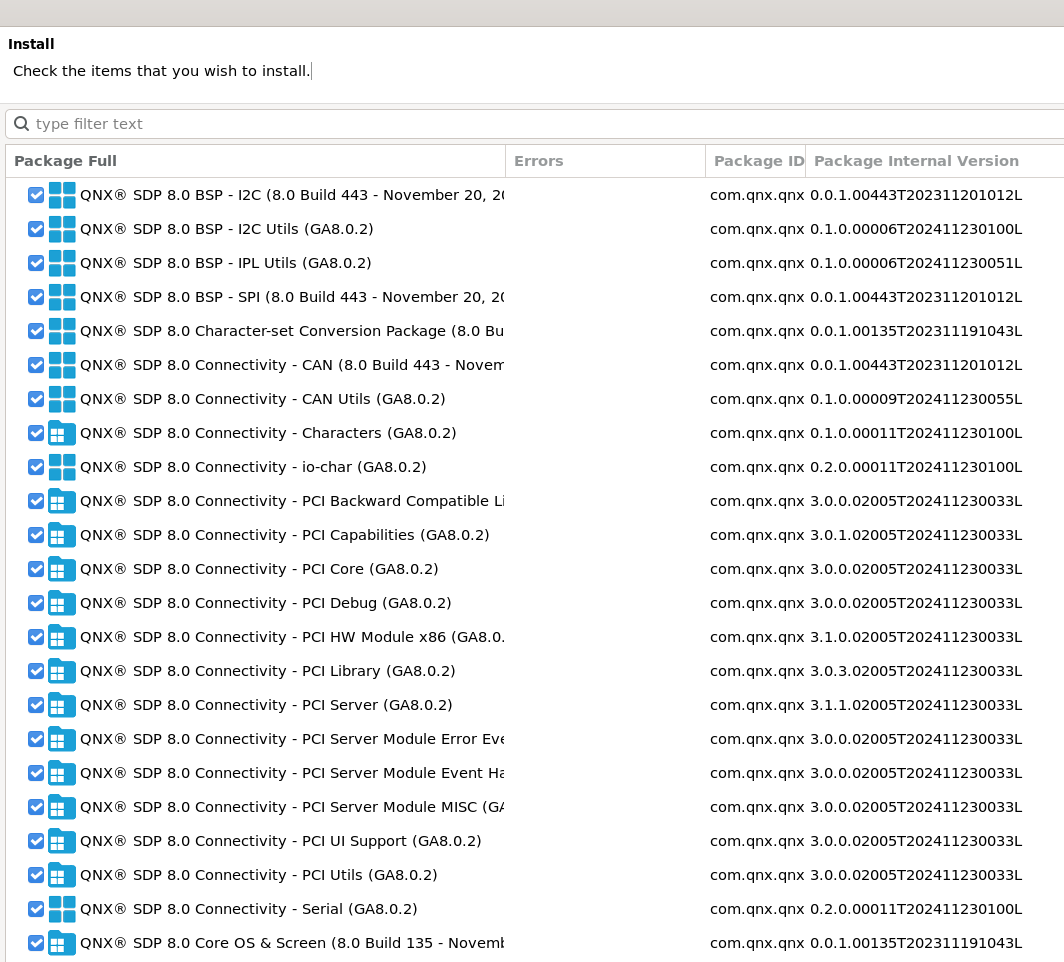 Install
Check the items that you wish to install.
type filter text
Package Full Errors Package ID Package Internal Version
QNX® SDP 8.0 BSP - I2C (8.0 Build 443 - November 20, 20 com.qnx.qnx 0.0.1.00443T202311201012L
QNX® SDP 8.0 BSP - I2C Utils (GA8.0.2) com.qnx.qnx 0.1.0.00006T202411230100L
QNX® SDP 8.0 BSP - IPL Utils (GA8.0.2) com.qnx.qnx 0.1.0.00006T202411230051L
QNX® SDP 8.0 BSP - SPI (8.0 Build 443 - November 20, 20 com.qnx.qnx 0.0.1.00443T202311201012L
QNX® SDP 8.0 Character-set Conversion Package (8.0 Bu com.qnx.qnx 0.0.1.00135T202311191043L
QNX® SDP 8.0 Connectivity - CAN (8.0 Build 443 - Novem com.qnx.qnx 0.0.1.00443T202311201012L
QNX® SDP 8.0 Connectivity - CAN Utils (GA8.0.2) com.qnx.qnx 0.1.0.00009T202411230055L
QNX® SDP 8.0 Connectivity - Characters (GA8.0.2) com.qnx.qnx 0.1.0.00011T202411230100L
QNX® SDP 8.0 Connectivity - io-char (GA8.0.2) com.qnx.qnx 0.2.0.00011T202411230100L
QNX® SDP 8.0 Connectivity - PCI Backward Compatible Li com.qnx.qnx 3.0.0.02005T202411230033L
QNX® SDP 8.0 Connectivity - PCI Capabilities (GA8.0.2) com.qnx.qnx 3.0.1.02005T202411230033L
QNX® SDP 8.0 Connectivity - PCI Core (GA8.0.2) com.qnx.qnx 3.0.0.02005T202411230033L
QNX® SDP 8.0 Connectivity - PCI Debug (GA8.0.2) com.qnx.qnx 3.0.0.02005T202411230033L
QNX® SDP 8.0 Connectivity - PCI HW Module x86 (GA8.0. com.qnx.qnx 3.1.0.02005T202411230033L
QNX® SDP 8.0 Connectivity - PCI Library (GA8.0.2) com.qnx.qnx 3.0.3.02005T202411230033L
QNX® SDP 8.0 Connectivity - PCI Server (GA8.0.2) com.qnx.qnx 3.1.1.02005T202411230033L
QNX® SDP 8.0 Connectivity - PCI Server Module Error Eve com.qnx.qnx 3.0.0.02005T202411230033L
QNX® SDP 8.0 Connectivity - PCI Server Module Event Ha com.qnx.qnx 3.0.0.02005T202411230033L
QNX® SDP 8.0 Connectivity - PCI Server Module MISC (GA com.qnx.qnx 3.0.0.02005T202411230033L
QNX® SDP 8.0 Connectivity - PCI UI Support (GA8.0.2) com.qnx.qnx 3.0.0.02005T202411230033L
QNX® SDP 8.0 Connectivity - PCI Utils (GA8.0.2) com.qnx.qnx 3.0.0.02005T202411230033L
QNX® SDP 8.0 Connectivity - Serial (GA8.0.2) com.qnx.qnx 0.2.0.00011T202411230100L
QNX® SDP 8.0 Core OS & Screen (8.0 Build 135 - Novemb com.qnx.qnx 0.0.1.00135T202311191043L